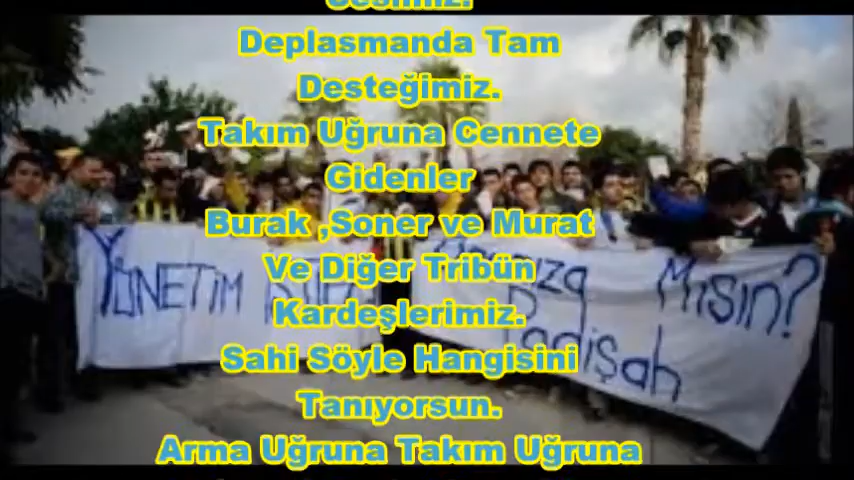 Deplasmanda Tam
Desteğimiz.
Takım Uğruna Cennete
Gidenler
Burak ,Soner ve Murat
Ve Diğer Tribün
Kardeşlerimiz.
Sahi Söyle Hangisini
Tanıyorsun.
Arma Uğruna Takım Uğruna
YÖNETİM
Mısın?
Padişah